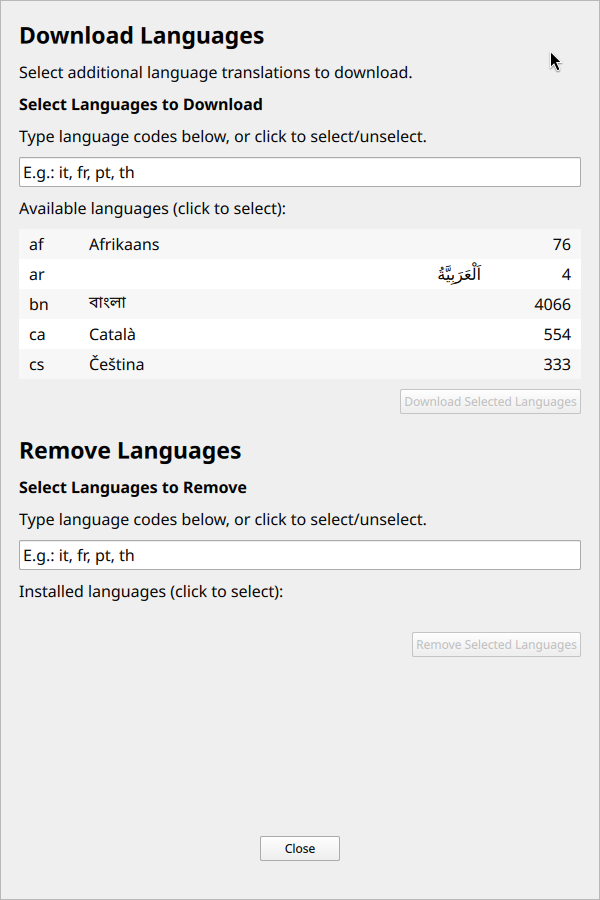 Download Languages
Select additional language translations to download.
Select Languages to Download
Type language codes below, or click to select/unselect.
E.g.: it, fr, pt, th
Available languages (click to select):
af Afrikaans 76
ar اَلْعَرَبِيَّةُ 4
bn বাংলা 4066
ca Català 554
cs Čeština 333
Download Selected Languages
Remove Languages
Select Languages to Remove
Type language codes below, or click to select/unselect.
E.g.: it, fr, pt, th
Installed languages (click to select):
Remove Selected Languages
Close